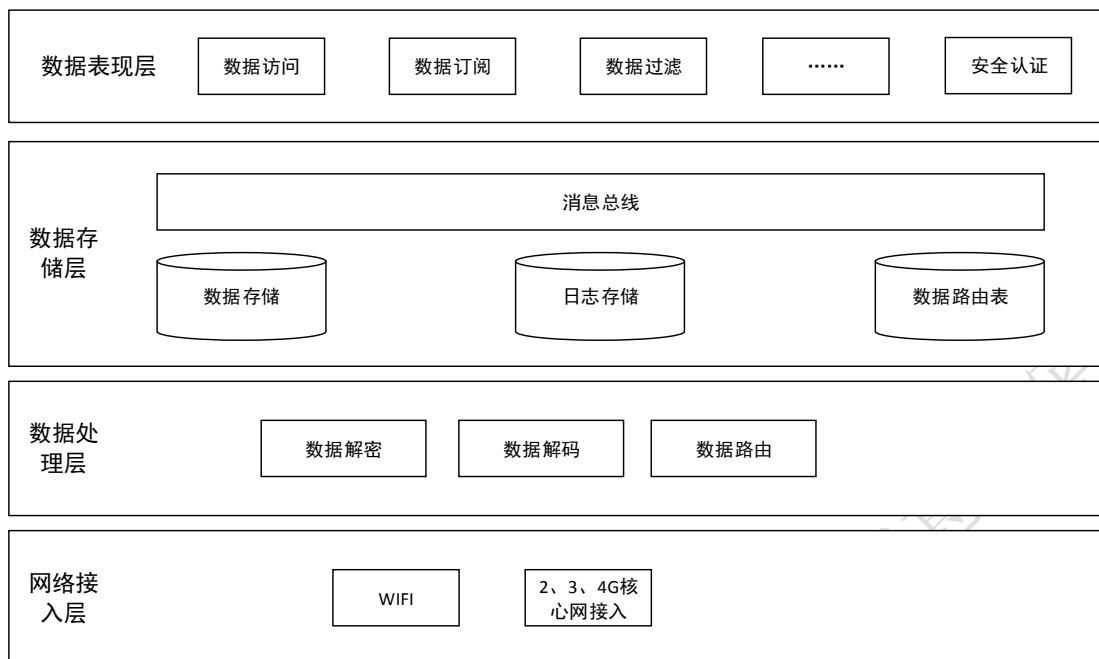 数据表现层
数据访问
数据订阅
数据过滤
……
安全认证
消息总线
数据存
储层
数据存储
日志存储
数据路由表
数据处
理层
数据解密
数据解码
数据路由
网络接
入层
WIFI
2、3、4G核
心网接入